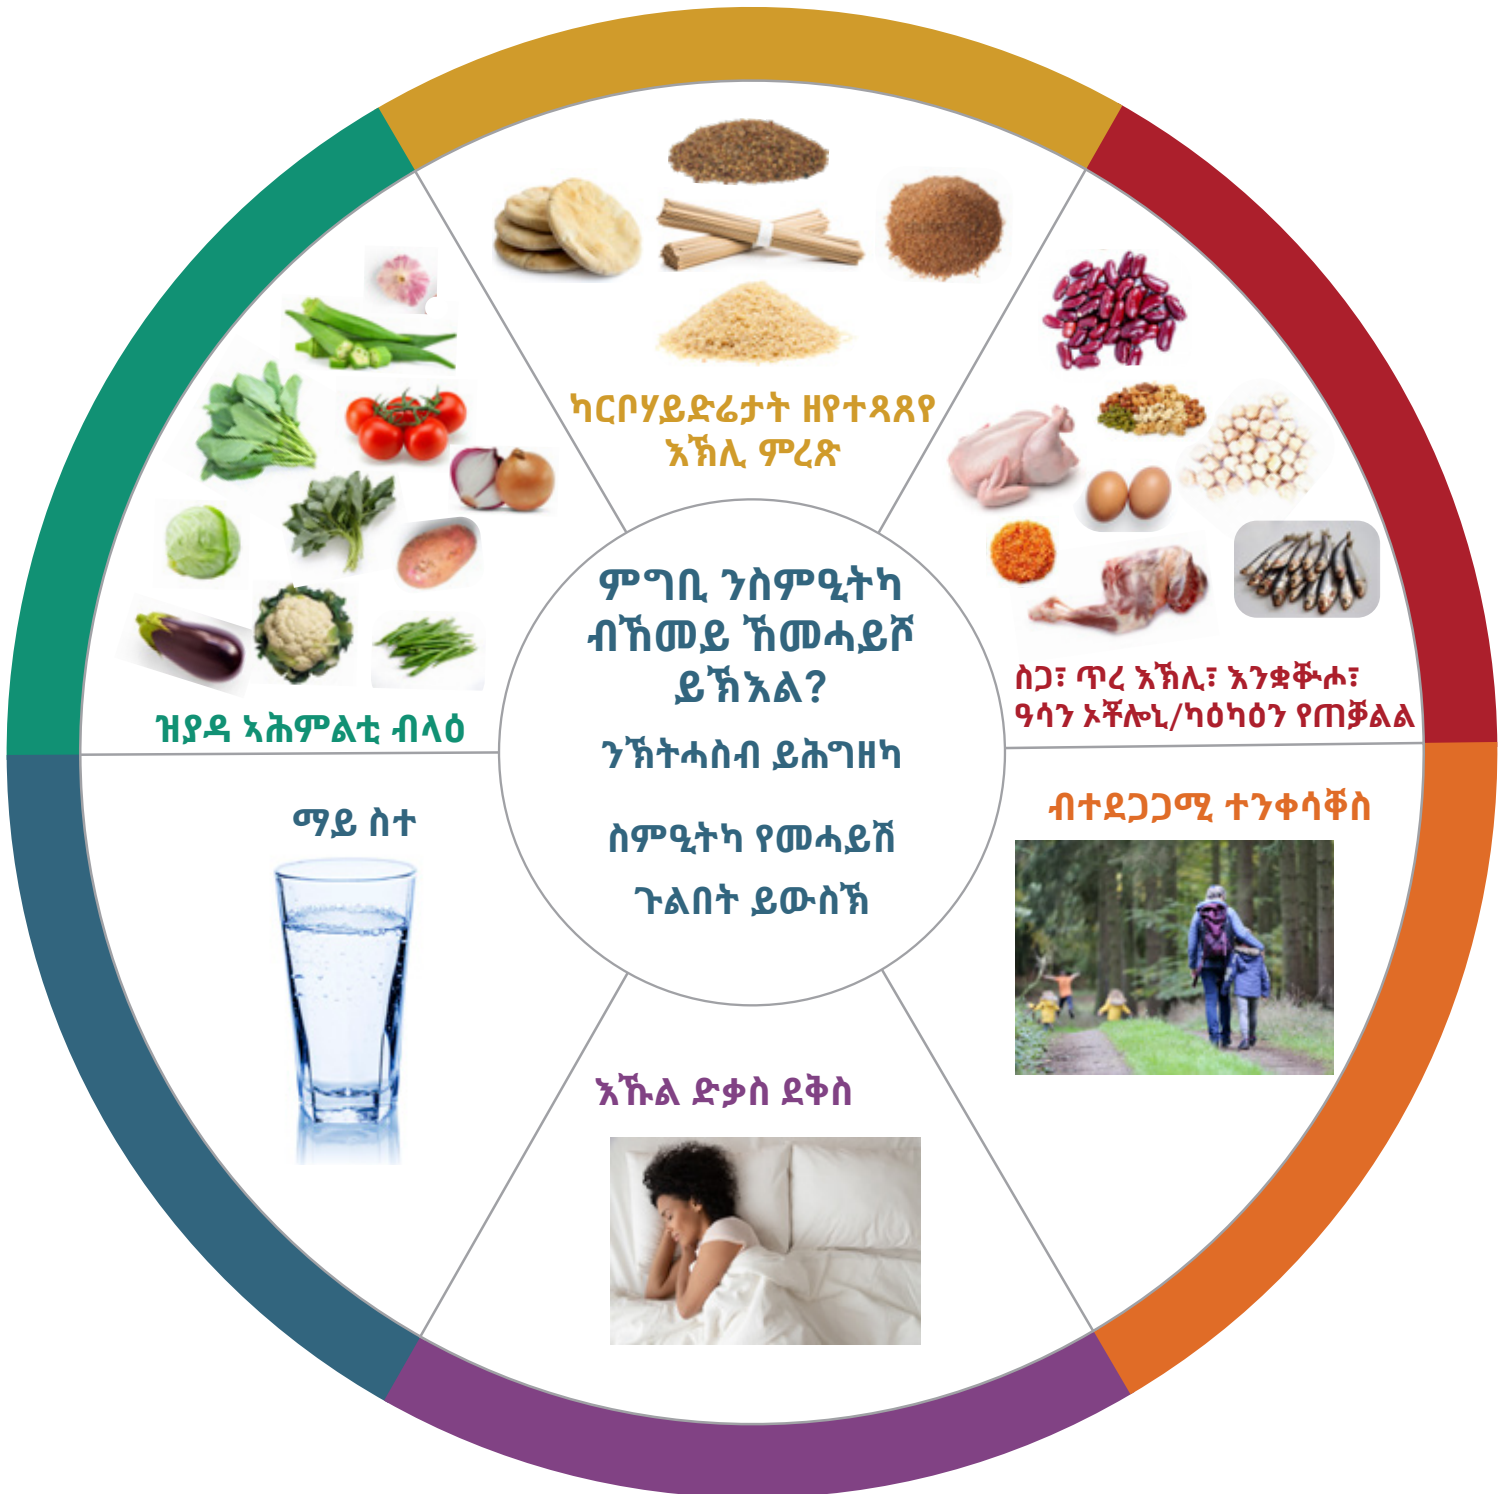 ካርቦሃይድሬታት ዘየተጻጸየ
እኽሊ ምረጽ
ስጋ፣ ጥረ እኽሊ፣ እንቋቝሖ፣
ዓሳን ኦቾሎኒ/ካዕካዕን የጠቓልል
ዝያዳ ኣሕምልቲ ብላዕ
ምግቢ ንስምዒትካ
ብኸመይ ኸመሓይሾ
ይኽእል?
ንኽትሓስብ ይሕግዘካ
ስምዒትካ የመሓይሽ
ጉልበት ይውስኽ
ማይ ስተ
ብተደጋጋሚ ተንቀሳቐስ
እኹል ድቃስ ደቅስ